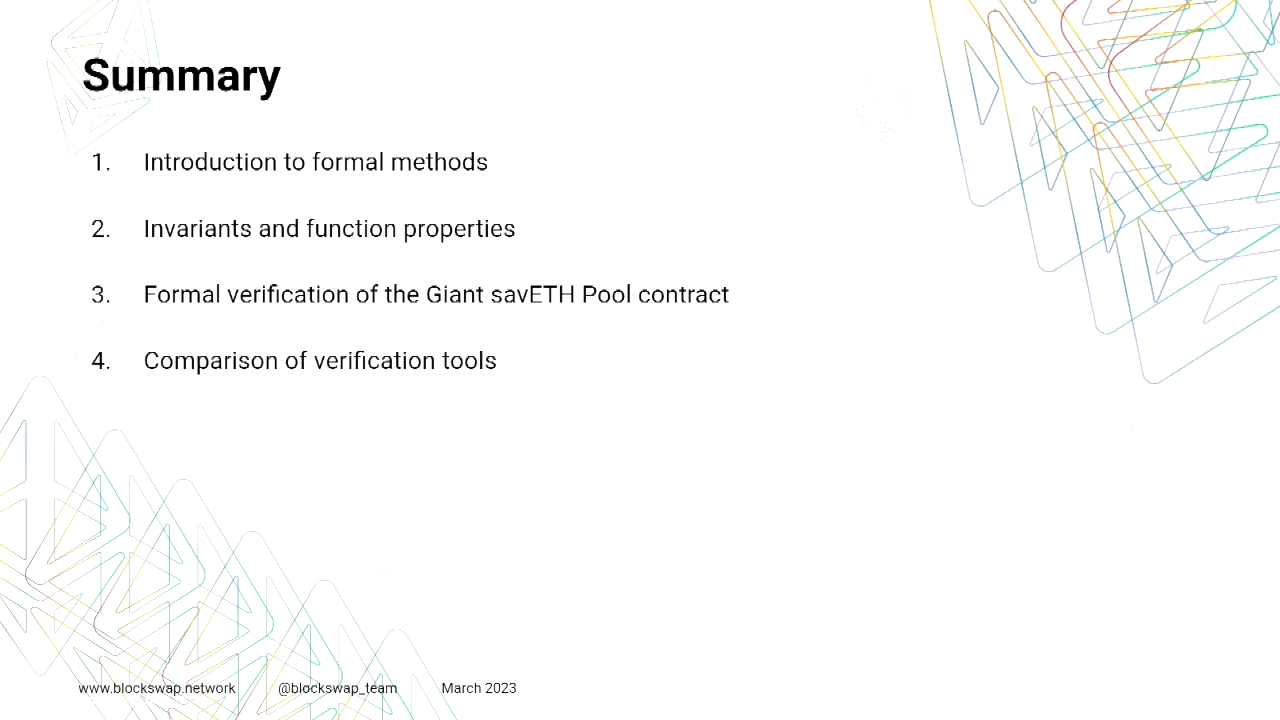 Summary
1. Introduction to formal methods
2. Invariants and function properties
3. Formal verification of the Giant savETH Pool contract
4. Comparison of verification tools
www.blockswap.network @blockswap_team March 2023